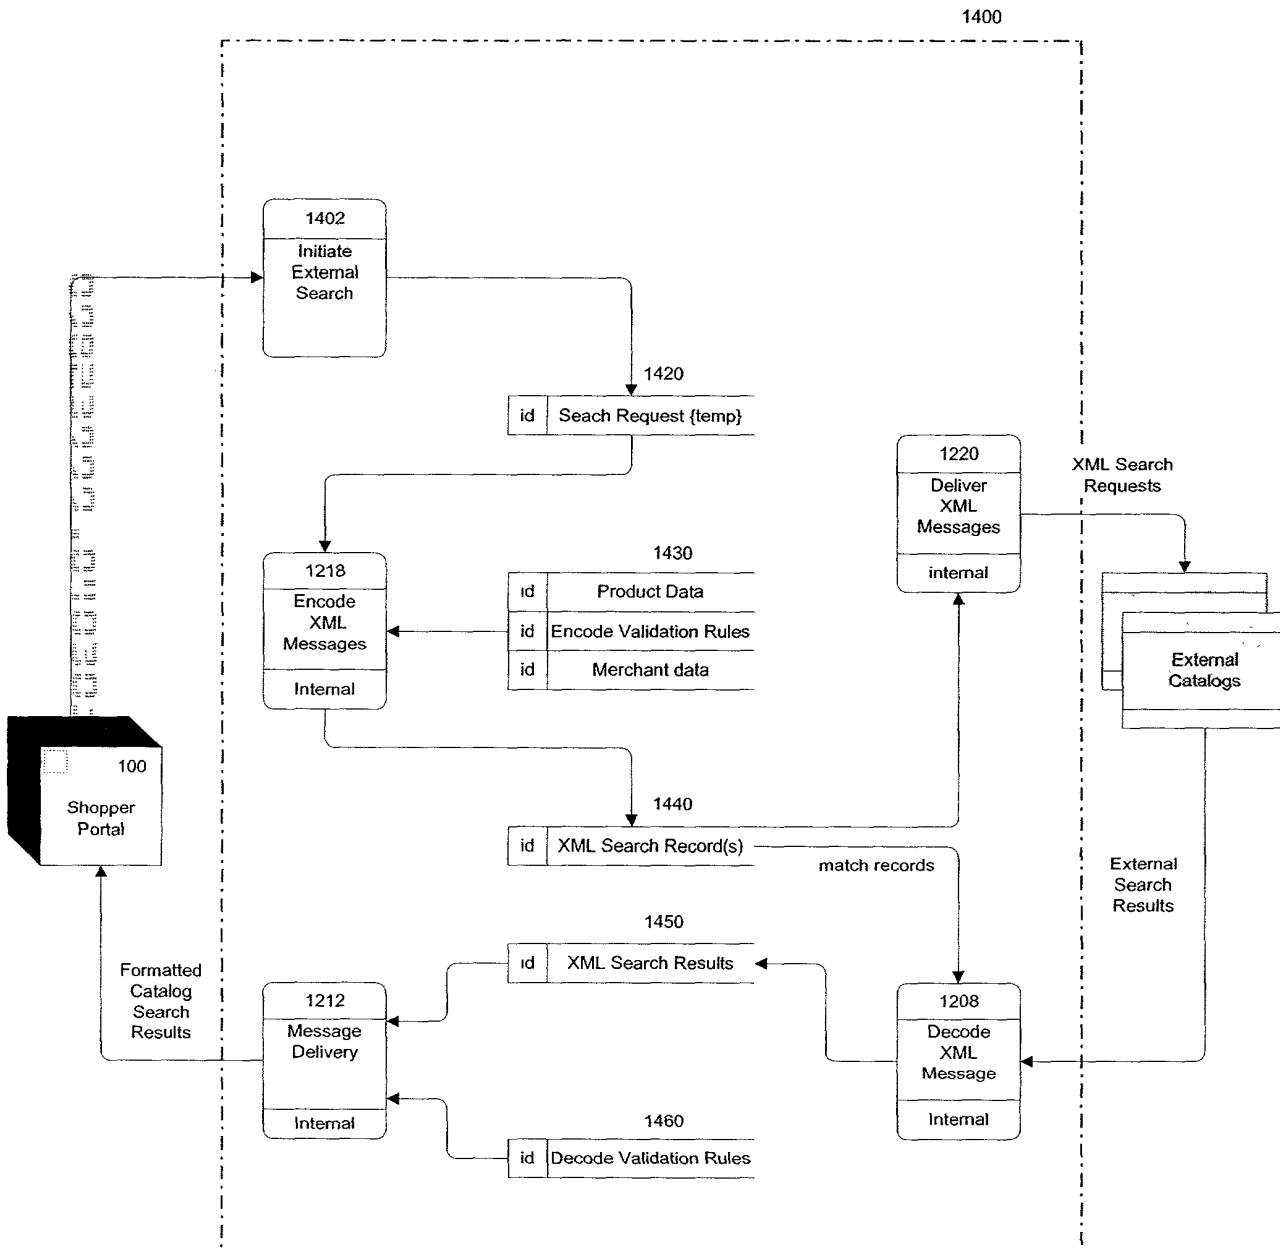 1400
1402
Initiate
External
Search
1420
id Seach Request {temp}
1220
Deliver
XML
Messages
internal
XML Search
Requests
1218
Encode
XML
Messages
Internal
1430
id Product Data
id Encode Validation Rules
id Merchant data
External
Catalogs
100
Shopper
Portal
1440
id XML Search Record(s)
match records
External
Search
Results
1450
id XML Search Results
Formatted
Catalog
Search
Results
1212
Message
Delivery
Internal
1208
Decode
XML
Message
Internal
1460
id Decode Validation Rules